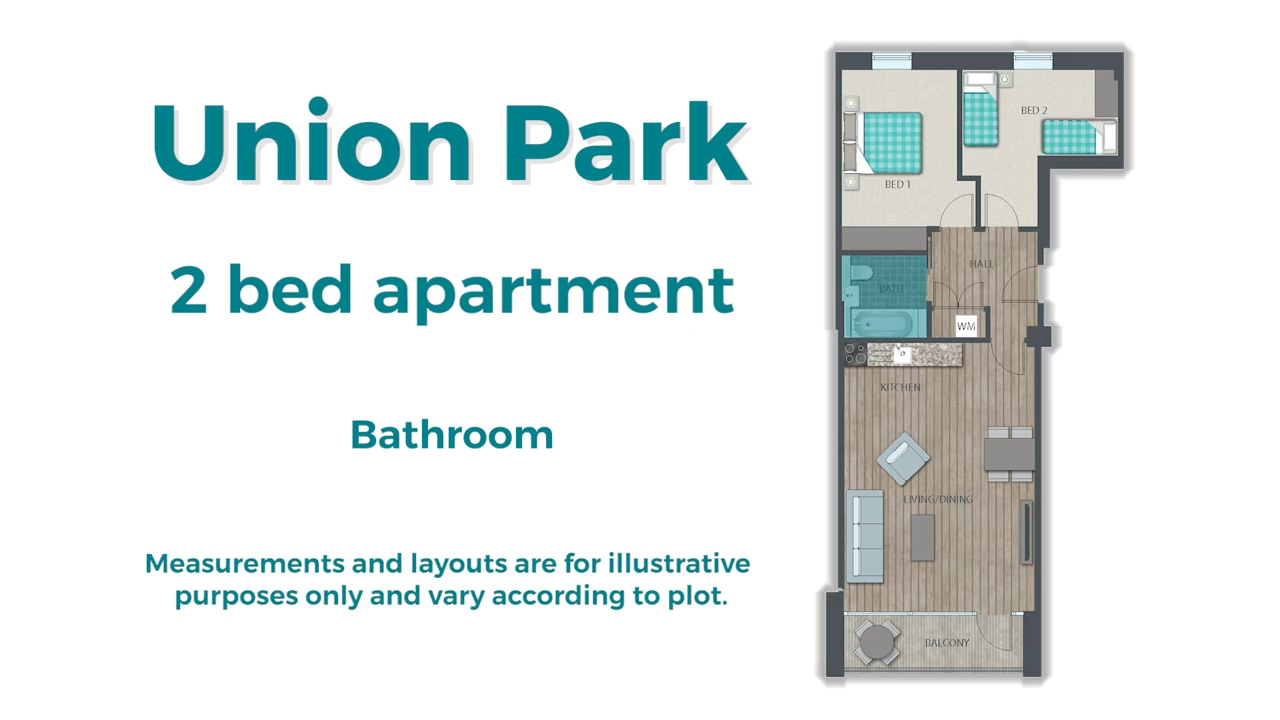 Union Park
2 bed apartment
Bathroom
Measurements and layouts are for illustrative
purposes only and vary according to plot.
BED 2
BED 1
HALL
BATH
WM
KITCHEN
LIVING/DINING
BALCONY